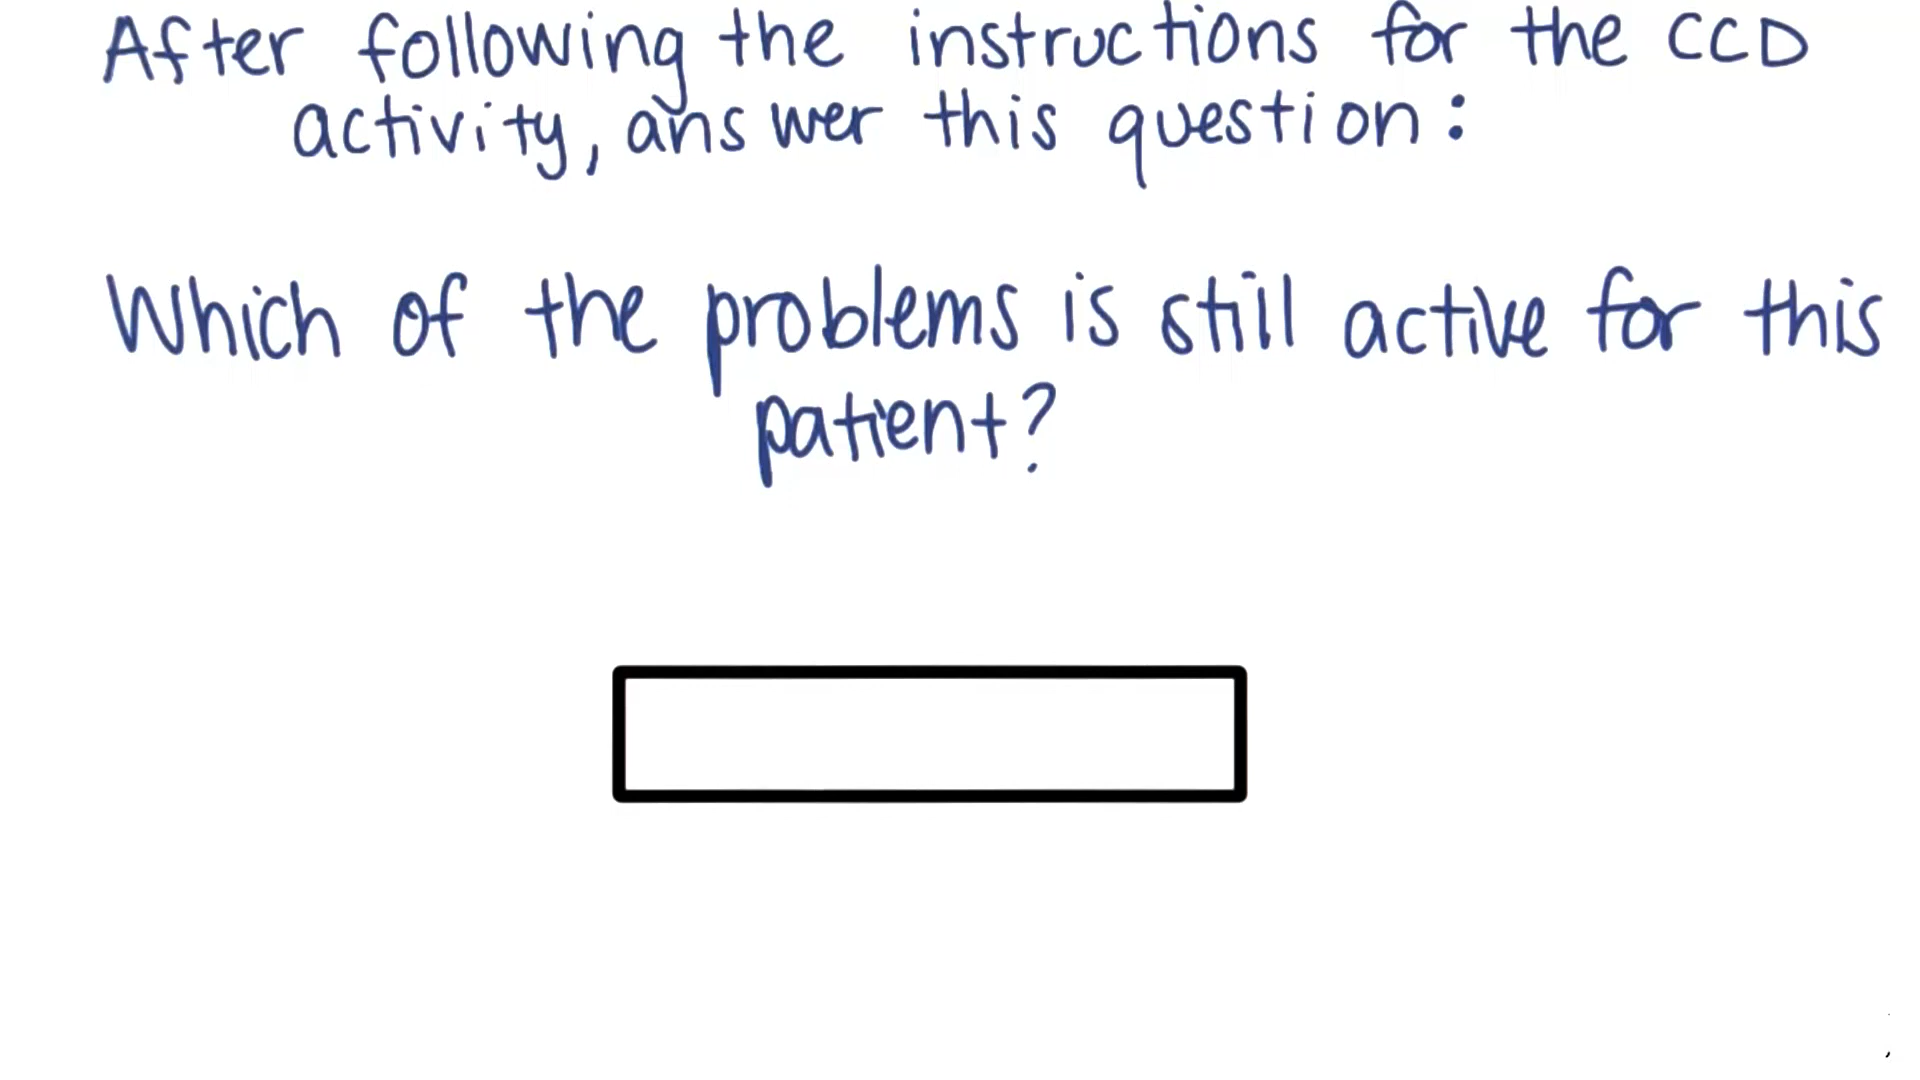 After following the instructions for the CCD
activity, answer this question:
Which of the problems is still active for this
patient?